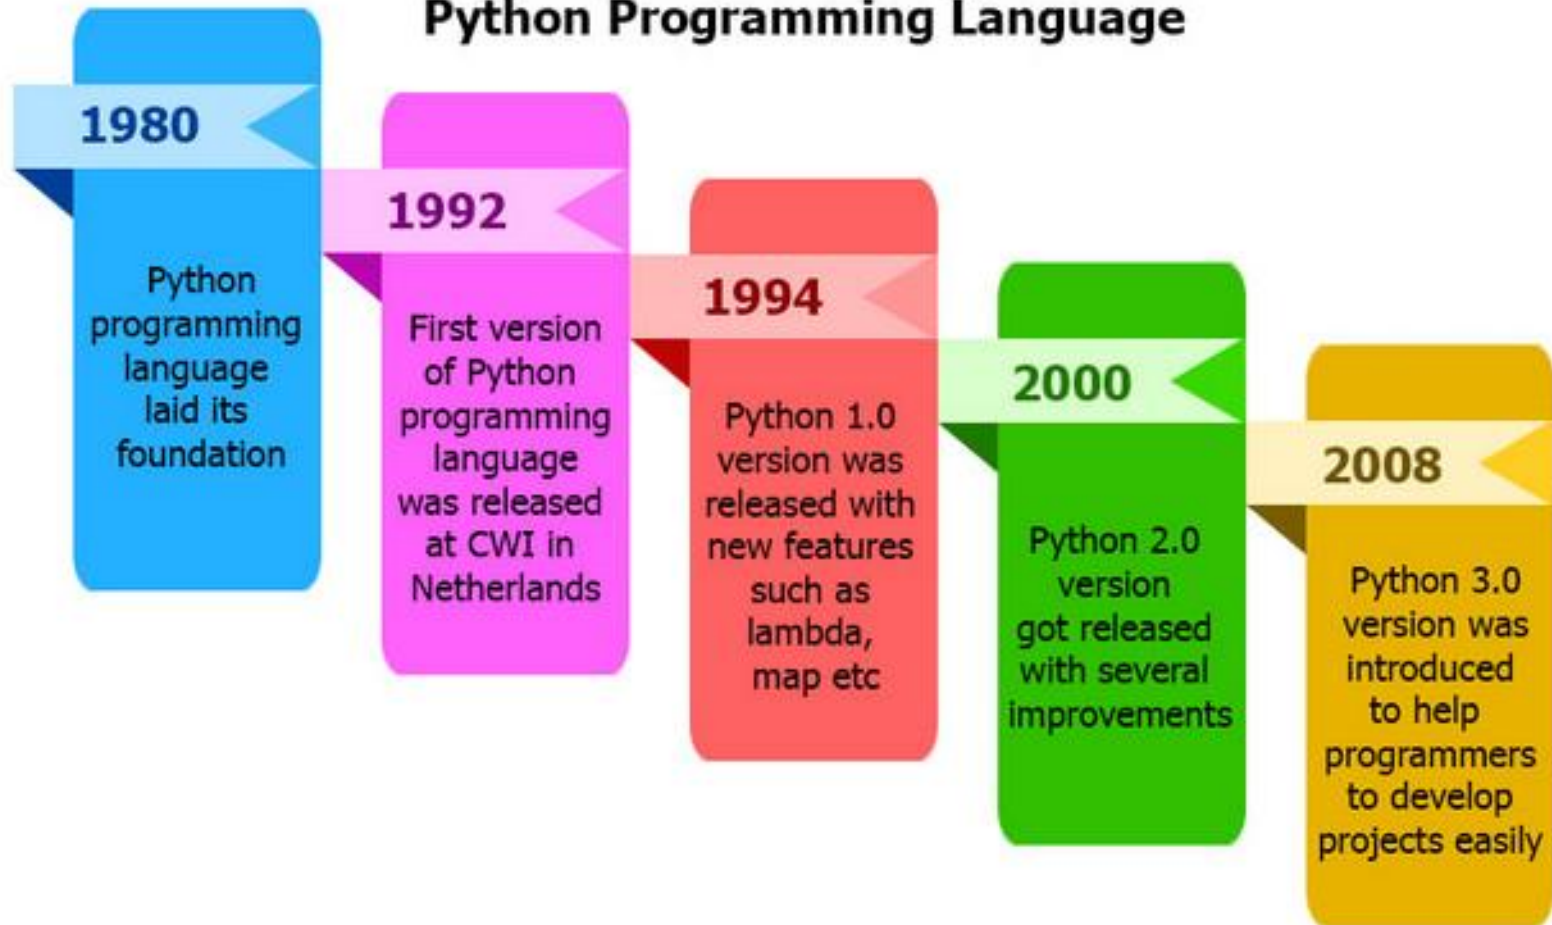 Python Programming Language
1980
Python
programming
language
laid its
foundation
1992
First version
of Python
programming
language
was released
at CWI in
Netherlands
1994
Python 1.0
version was
released with
new features
such as
lambda,
map etc
2000
Python 2.0
version
got released
with several
improvements
2008
Python 3.0
version was
introduced
to help
programmers
to develop
projects easily